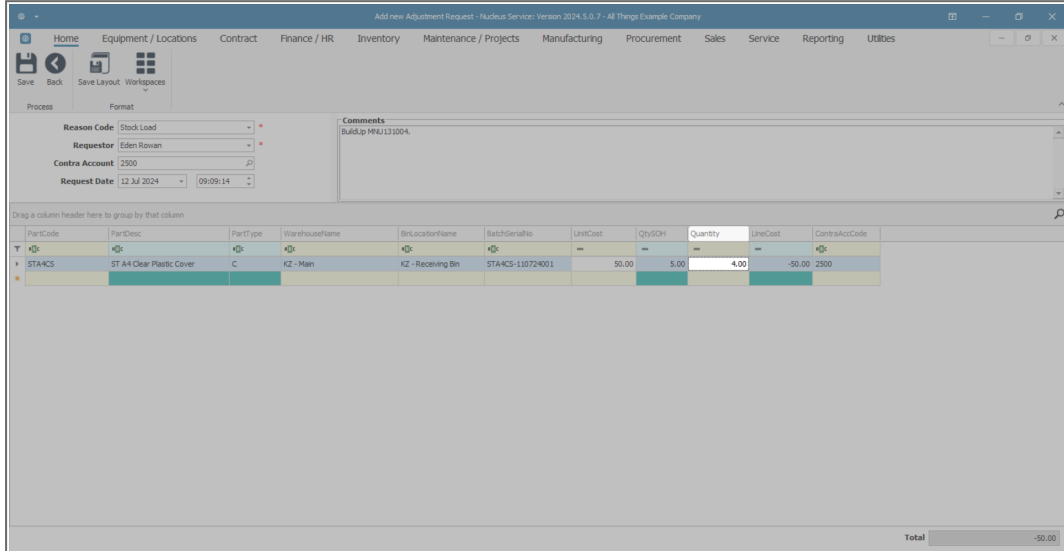 Add new Adjustment Request - Nucleus Service: Version 2024.5.0.7 - All Things Example Company
Home Equipment / Locations Contract Finance / HR Inventory Maintenance / Projects Manufacturing Procurement Sales Service Reporting Utilities
Save Back Save Layout Workspaces
Process Format
Reason Code Stock Load *
Requestor Eden Rowan *
Contra Account 2500
Request Date 12 Jul 2024 09:09:14
Comments
BuildUp MNU131004.
Drag a column header here to group by that column
PartCode PartDesc PartType WarehouseName BinLocationName BatchSerialNo UnitCost QtySOH Quantity LineCost ContraAccCode
STA4CS ST A4 Clear Plastic Cover C KZ - Main KZ - Receiving Bin STA4CS-110724001 50.00 5.00 4.00 -50.00 2500
Total -50.00